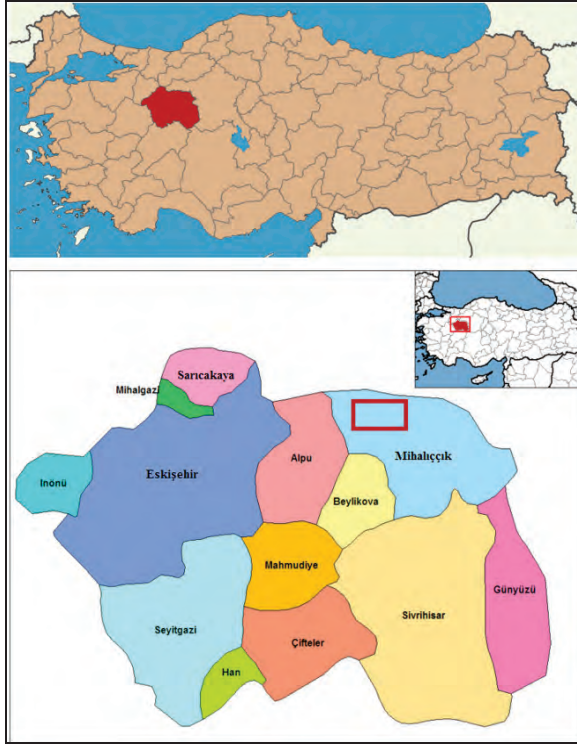 Sarıcakaya
Mihalgazi
Eskişehir
Alpu
Mihalıççık
İnönü
Beylikova
Mahmudiye
Günyüzü
Sivrihisar
Seyitgazi
Çifteler
Han